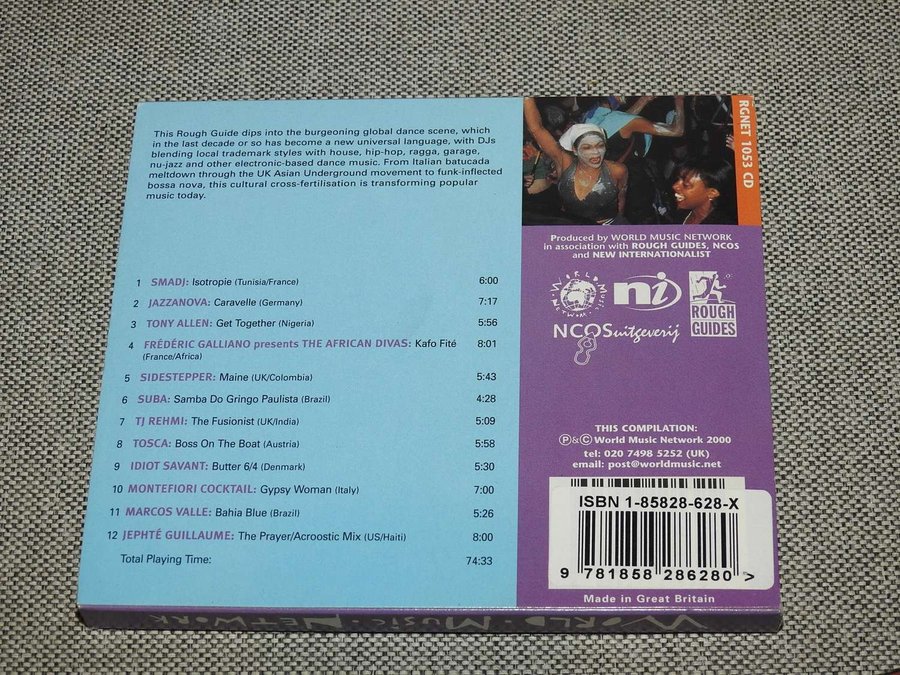 This Rough Guide dips into the burgeoning global dance scene, which
in the last decade or so has become a new universal language, with DJs
blending local trademark styles with house, hip-hop, ragga, garage,
nu-jazz and other electronic-based dance music. From Italian batucada
meltdown through the UK Asian Underground movement to funk-inflected
bossa nova, this cultural cross-fertilisation is transforming popular
music today.
1 SMADJ: Isotropie (Tunisia/France) 6:00
2 JAZZANOVA: Caravelle (Germany) 7:17
3 TONY ALLEN: Get Together (Nigeria) 5:56
4 FRÉDÉRIC GALLIANO presents THE AFRICAN DIVAS: Kafo Fité 8:01
(France/Africa)
5 SIDESTEPPER: Maine (UK/Colombia) 5:43
6 SUBA: Samba Do Gringo Paulista (Brazil) 4:28
7 TJ REHMI: The Fusionist (UK/India) 5:09
8 TOSCA: Boss On The Boat (Austria) 5:58
9 IDIOT SAVANT: Butter 6/4 (Denmark) 5:30
10 MONTEFIORI COCKTAIL: Gypsy Woman (Italy) 7:00
11 MARCOS VALLE: Bahia Blue (Brazil) 5:26
12 JEPHTÉ GUILLAUME: The Prayer/Acroostic Mix (US/Haiti) 8:00
Total Playing Time: 74:33
RGNET 1053 CD
Produced by WORLD MUSIC NETWORK
in association with ROUGH GUIDES, NCOS
and NEW INTERNATIONALIST
WORLD MUSIC NETWORK
ni
ROUGH
GUIDES
NCOSuitgeverij
THIS COMPILATION:
℗&© World Music Network 2000
tel: 020 7498 5252 (UK)
email: post@worldmusic.net
ISBN 1-85828-628-X
9 781858 286280 >
Made in Great Britain
WORLD · MUSIC · NETWORK